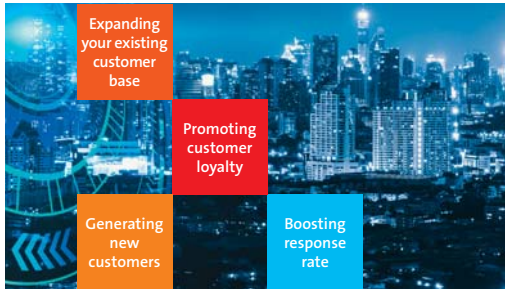 Expanding
your existing
customer
base
Promoting
customer
loyalty
Generating
new
customers
Boosting
response
rate